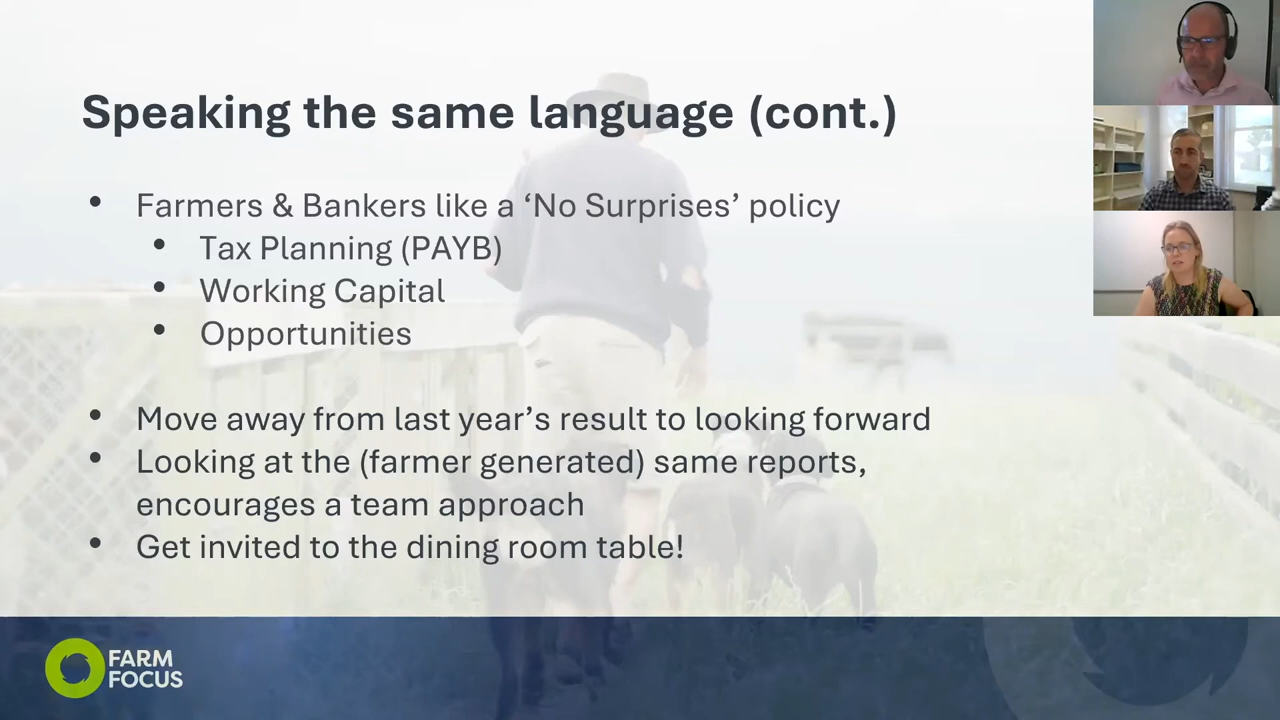 Speaking the same language (cont.)
• Farmers & Bankers like a ‘No Surprises’ policy
• Tax Planning (PAYB)
• Working Capital
• Opportunities
• Move away from last year’s result to looking forward
• Looking at the (farmer generated) same reports,
encourages a team approach
• Get invited to the dining room table!
FARM
FOCUS